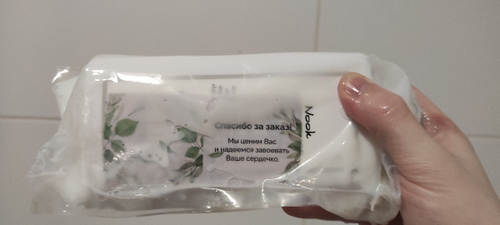 Спасибо за заказ!
Мы ценим Вас
и надеемся завоевать
Ваше сердечко.
Nook